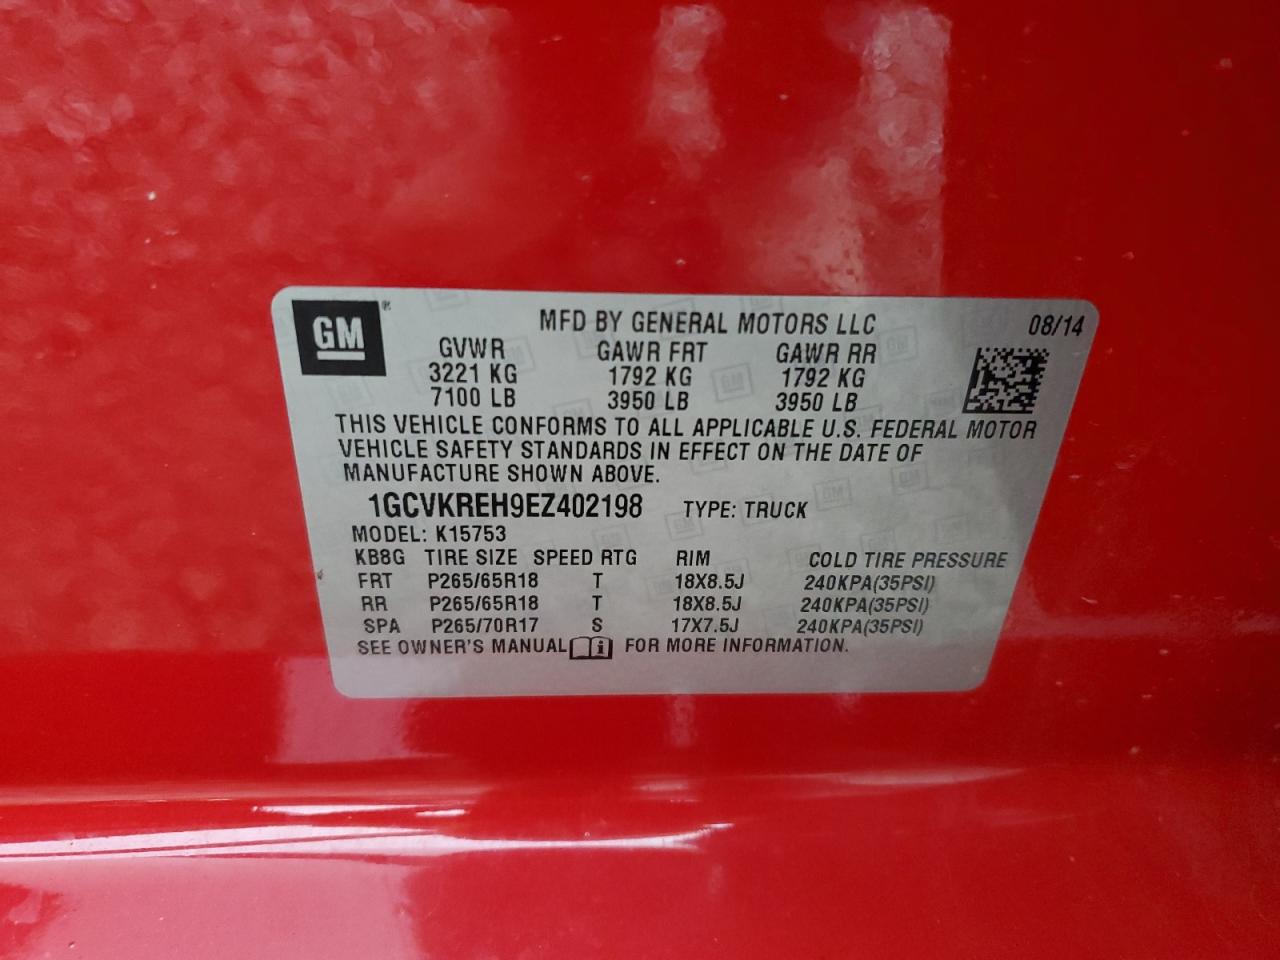 GM ®
MFD BY GENERAL MOTORS LLC 08/14
GVWR GAWR FRT GAWR RR
3221 KG 1792 KG 1792 KG
7100 LB 3950 LB 3950 LB
THIS VEHICLE CONFORMS TO ALL APPLICABLE U.S. FEDERAL MOTOR
VEHICLE SAFETY STANDARDS IN EFFECT ON THE DATE OF
MANUFACTURE SHOWN ABOVE.
1GCVKREH9EZ402198 TYPE: TRUCK
MODEL: K15753
KB8G TIRE SIZE SPEED RTG RIM COLD TIRE PRESSURE
FRT P265/65R18 T 18X8.5J 240KPA(35PSI)
RR P265/65R18 T 18X8.5J 240KPA(35PSI)
SPA P265/70R17 S 17X7.5J 240KPA(35PSI)
SEE OWNER'S MANUAL FOR MORE INFORMATION.